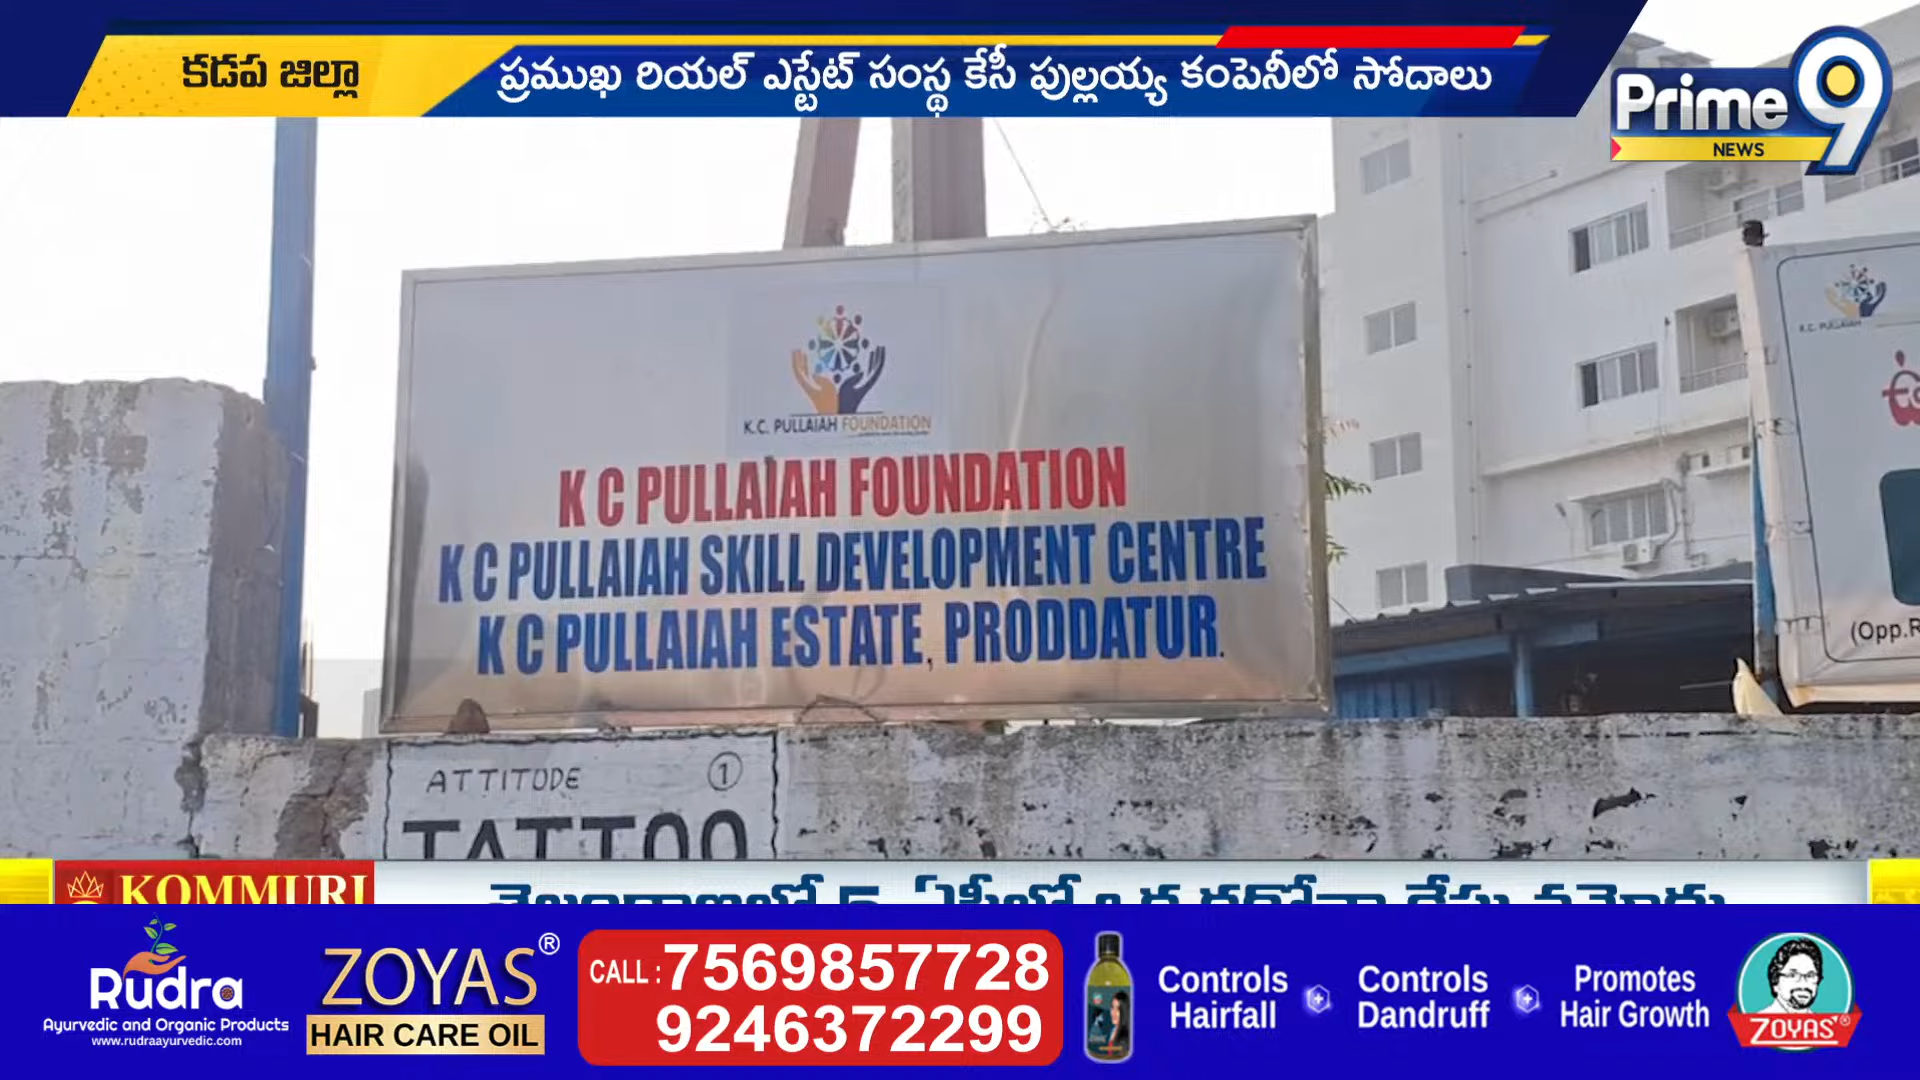 కడప జిల్లా
ప్రముఖ రియల్ ఎస్టేట్ సంస్థ కేసీ పుల్లయ్య కంపెనీలో సోదాలు
Prime9
NEWS
K.C. PULLAIAH FOUNDATION
K C PULLAIAH FOUNDATION
K C PULLAIAH SKILL DEVELOPMENT CENTRE
K C PULLAIAH ESTATE, PRODDATUR.
K.C. PULLAIAH
(Opp.R
ATTITUDE 1
TATTOO
KOMMURI
Rudra
Ayurvedic and Organic Products
www.rudraayurvedic.com
ZOYAS®
HAIR CARE OIL
CALL : 7569857728
9246372299
Controls
Hairfall
Controls
Dandruff
Promotes
Hair Growth
ZOYAS®